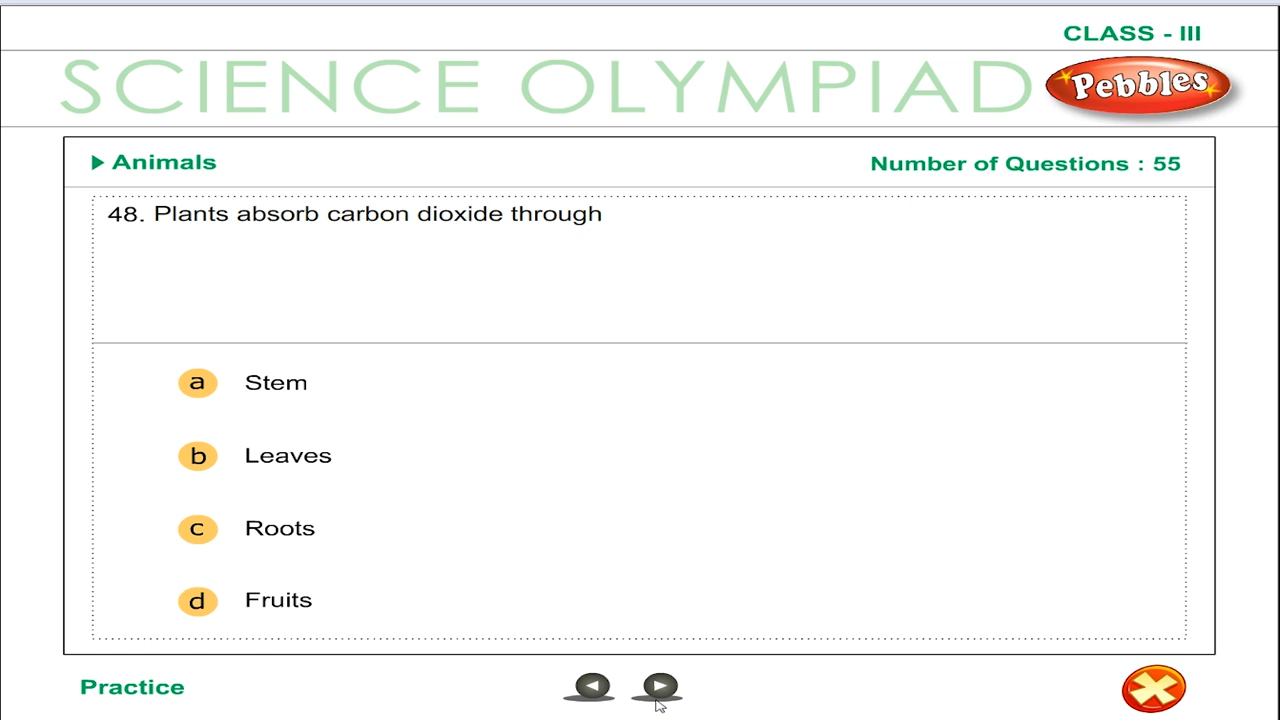 CLASS - III
SCIENCE OLYMPIAD
Pebbles
Animals
Number of Questions : 55
48. Plants absorb carbon dioxide through
a Stem
b Leaves
c Roots
d Fruits
Practice